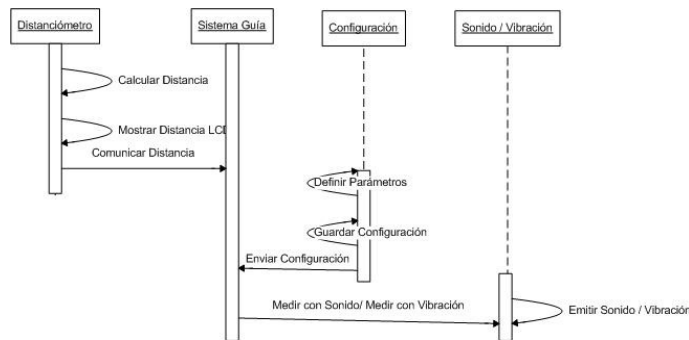 Distanciómetro
Sistema Guía
Configuración
Sonido / Vibración
Calcular Distancia
Mostrar Distancia LCD
Comunicar Distancia
Definir Parámetros
Guardar Configuración
Enviar Configuración
Medir con Sonido/ Medir con Vibración
Emitir Sonido / Vibración